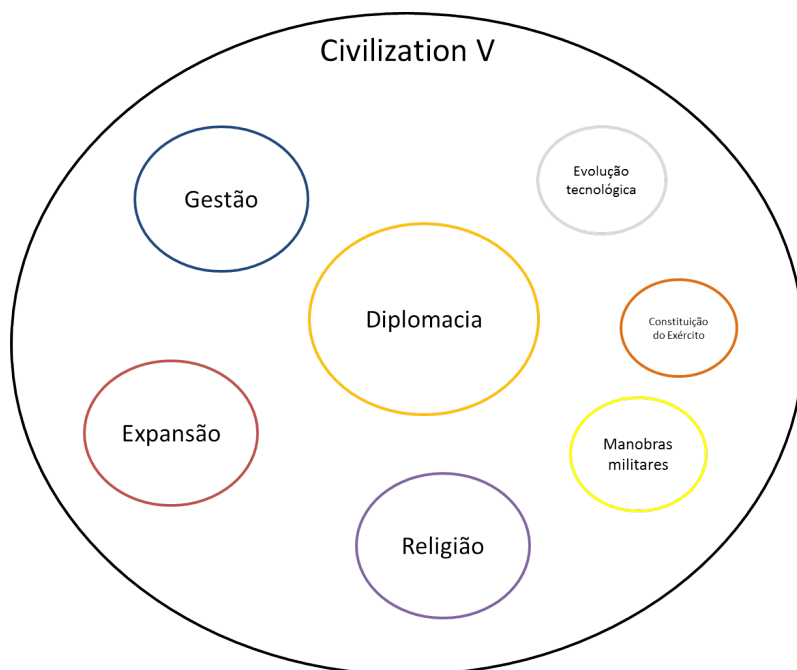 Civilization V
Evolução
tecnológica
Gestão
Diplomacia
Constituição
do Exército
Expansão
Manobras
militares
Religião